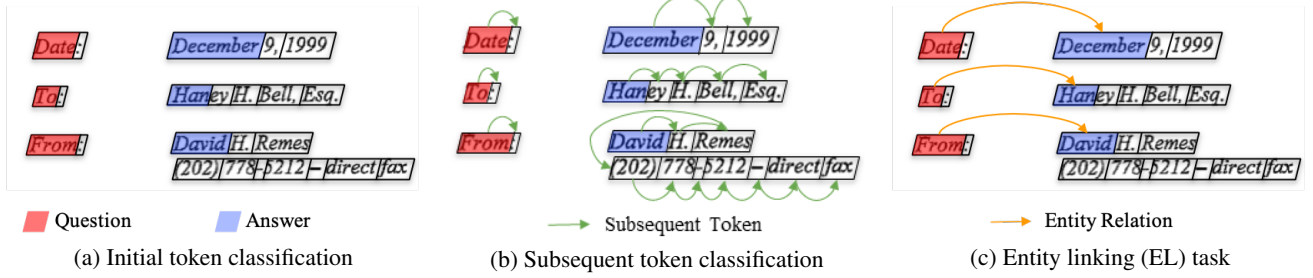 Date: December 9, 1999
To: Haney H. Bell, Esq.
From: David H. Remes
(202) 778-5212 – direct fax
Question Answer
(a) Initial token classification
Date: December 9, 1999
To: Haney H. Bell, Esq.
From: David H. Remes
(202) 778-5212 – direct fax
Subsequent Token
(b) Subsequent token classification
Date: December 9, 1999
To: Haney H. Bell, Esq.
From: David H. Remes
(202) 778-5212 – direct fax
Entity Relation
(c) Entity linking (EL) task